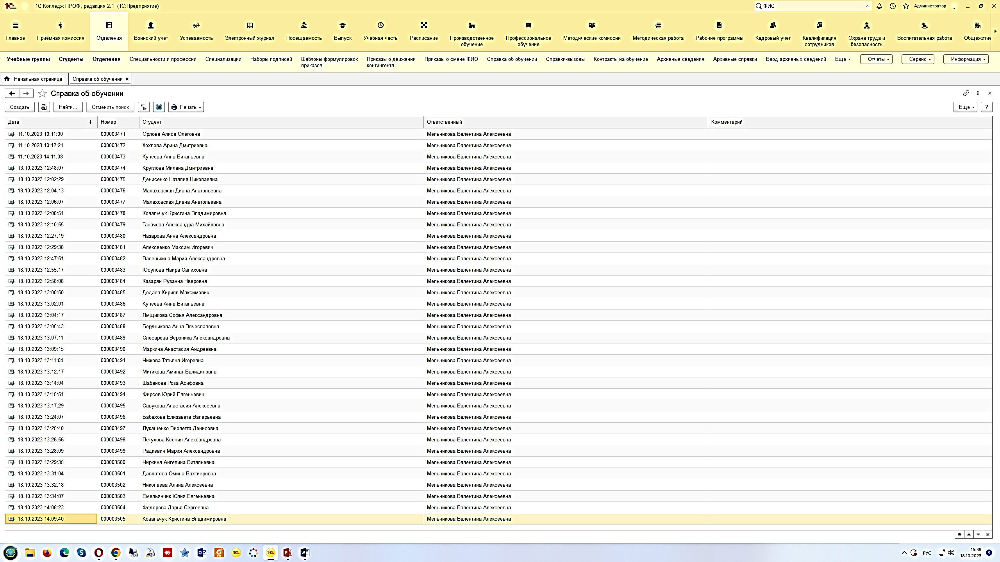 1С Колледж ПРОФ, редакция 2.1 (1С:Предприятие)
ФИС
Администратор
Главное
Приёмная комиссия
Отделения
Воинский учет
5/4
Успеваемость
Электронный журнал
Посещаемость
Выпуск
Учебная часть
Расписание
Производственное
обучение
Профессиональное
обучение
Методические комиссии
Методическая работа
Рабочие программы
Кадровый учет
Квалификация
сотрудников
Охрана труда и
безопасность
Воспитательная работа
Общежитие
Учебные группы
Студенты
Отделения
Специальности и профессии
Специализации
Наборы подписей
Шаблоны формулировок
приказов
Приказы о движении
контингента
Приказы о смене ФИО
Справка об обучении
Справки-вызовы
Контракты на обучение
Архивные сведения
Архивные справки
Ввод архивных сведений
Еще
Отчеты
Сервис
Информация
Начальная страница
Справка об обучении
Справка об обучении
Создать
Найти...
Отменить поиск
Дт
Кт
Печать
Еще
?
Дата Номер Студент Ответственный Комментарий
11.10.2023 10:11:00 000003471 Орлова Алиса Олеговна Мельникова Валентина Алексеевна
11.10.2023 10:12:21 000003472 Хохлова Арина Дмитриевна Мельникова Валентина Алексеевна
11.10.2023 14:11:08 000003473 Купеева Анна Витальевна Мельникова Валентина Алексеевна
13.10.2023 12:48:07 000003474 Круглова Милана Дмитриевна Мельникова Валентина Алексеевна
18.10.2023 12:02:29 000003475 Денисенко Наталия Николаевна Мельникова Валентина Алексеевна
18.10.2023 12:04:13 000003476 Малаховская Диана Анатольевна Мельникова Валентина Алексеевна
18.10.2023 12:06:07 000003477 Малаховская Диана Анатольевна Мельникова Валентина Алексеевна
18.10.2023 12:08:51 000003478 Ковальчук Кристина Владимировна Мельникова Валентина Алексеевна
18.10.2023 12:10:55 000003479 Таначёва Александра Михайловна Мельникова Валентина Алексеевна
18.10.2023 12:27:19 000003480 Назарова Анна Александровна Мельникова Валентина Алексеевна
18.10.2023 12:29:38 000003481 Алексеенко Максим Игоревич Мельникова Валентина Алексеевна
18.10.2023 12:47:51 000003482 Васенькина Мария Александровна Мельникова Валентина Алексеевна
18.10.2023 12:55:17 000003483 Юсупова Наира Салиховна Мельникова Валентина Алексеевна
18.10.2023 12:58:08 000003484 Казарян Рузанна Нверовна Мельникова Валентина Алексеевна
18.10.2023 13:00:50 000003485 Додаев Кирилл Максимович Мельникова Валентина Алексеевна
18.10.2023 13:02:01 000003486 Купеева Анна Витальевна Мельникова Валентина Алексеевна
18.10.2023 13:04:17 000003487 Ямщикова Софья Александровна Мельникова Валентина Алексеевна
18.10.2023 13:05:43 000003488 Бердникова Анна Вячеславовна Мельникова Валентина Алексеевна
18.10.2023 13:07:11 000003489 Слесарева Вероника Александровна Мельникова Валентина Алексеевна
18.10.2023 13:09:15 000003490 Маркина Анастасия Андреевна Мельникова Валентина Алексеевна
18.10.2023 13:11:04 000003491 Чижова Татьяна Игоревна Мельникова Валентина Алексеевна
18.10.2023 13:12:17 000003492 Митикова Аминат Валидиновна Мельникова Валентина Алексеевна
18.10.2023 13:14:04 000003493 Шабанова Роза Асифовна Мельникова Валентина Алексеевна
18.10.2023 13:15:51 000003494 Фирсов Юрий Евгеньевич Мельникова Валентина Алексеевна
18.10.2023 13:17:29 000003495 Савукова Анастасия Алексеевна Мельникова Валентина Алексеевна
18.10.2023 13:24:07 000003496 Бабахова Елизавета Валерьевна Мельникова Валентина Алексеевна
18.10.2023 13:25:40 000003497 Лукашенко Виолетта Денисовна Мельникова Валентина Алексеевна
18.10.2023 13:26:56 000003498 Петухова Ксения Александровна Мельникова Валентина Алексеевна
18.10.2023 13:28:09 000003499 Радкевич Мария Александровна Мельникова Валентина Алексеевна
18.10.2023 13:29:35 000003500 Чиркина Ангелина Витальевна Мельникова Валентина Алексеевна
18.10.2023 13:31:04 000003501 Давлатова Омина Бахтиёровна Мельникова Валентина Алексеевна
18.10.2023 13:32:18 000003502 Николаева Алина Алексеевна Мельникова Валентина Алексеевна
18.10.2023 13:34:07 000003503 Емельянчик Юлия Евгеньевна Мельникова Валентина Алексеевна
18.10.2023 14:08:23 000003504 Федорова Дарья Сергеевна Мельникова Валентина Алексеевна
18.10.2023 14:09:40 000003505 Ковальчук Кристина Владимировна Мельникова Валентина Алексеевна
РУС
15:39
18.10.2023
3